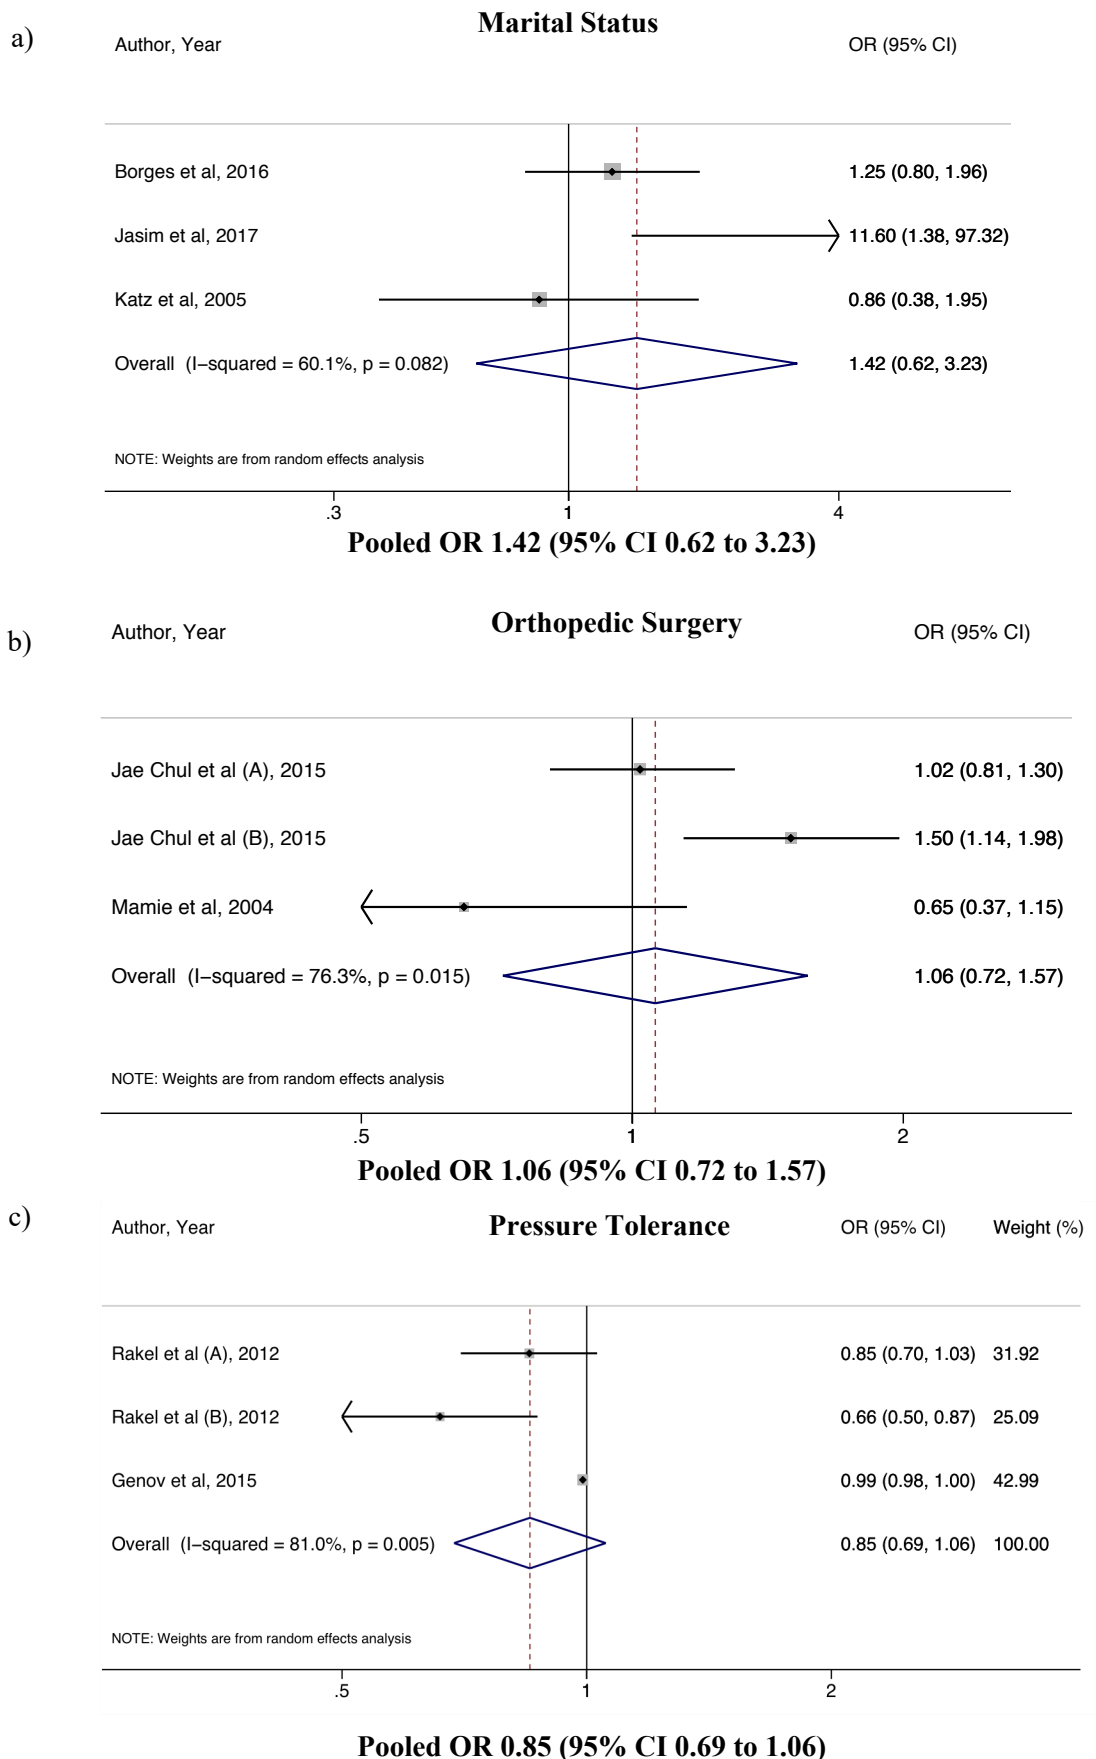 a)
Marital Status
Author, Year OR (95% CI)
Borges et al, 2016 1.25 (0.80, 1.96)
Jasim et al, 2017 11.60 (1.38, 97.32)
Katz et al, 2005 0.86 (0.38, 1.95)
Overall (I−squared = 60.1%, p = 0.082) 1.42 (0.62, 3.23)
NOTE: Weights are from random effects analysis
.3 1 4
Pooled OR 1.42 (95% CI 0.62 to 3.23)
b)
Orthopedic Surgery
Author, Year OR (95% CI)
Jae Chul et al (A), 2015 1.02 (0.81, 1.30)
Jae Chul et al (B), 2015 1.50 (1.14, 1.98)
Mamie et al, 2004 0.65 (0.37, 1.15)
Overall (I−squared = 76.3%, p = 0.015) 1.06 (0.72, 1.57)
NOTE: Weights are from random effects analysis
.5 1 2
Pooled OR 1.06 (95% CI 0.72 to 1.57)
c)
Author, Year Pressure Tolerance OR (95% CI) Weight (%)
Rakel et al (A), 2012 0.85 (0.70, 1.03) 31.92
Rakel et al (B), 2012 0.66 (0.50, 0.87) 25.09
Genov et al, 2015 0.99 (0.98, 1.00) 42.99
Overall (I−squared = 81.0%, p = 0.005) 0.85 (0.69, 1.06) 100.00
NOTE: Weights are from random effects analysis
.5 1 2
Pooled OR 0.85 (95% CI 0.69 to 1.06)